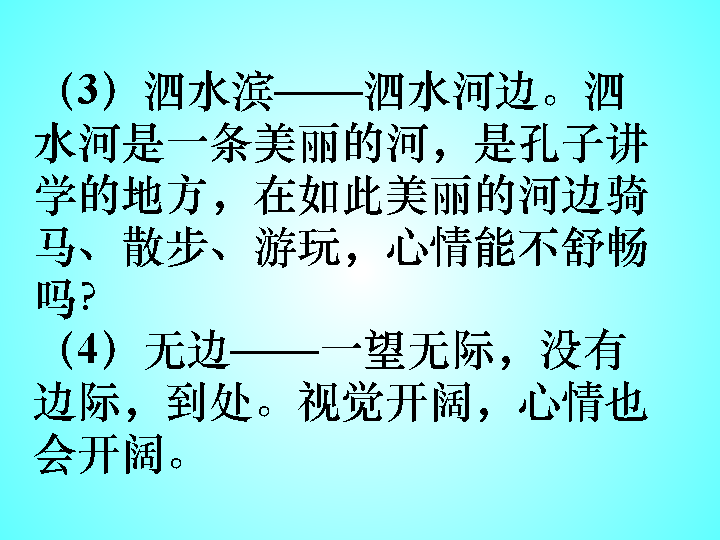 （3）泗水滨——泗水河边。泗
水河是一条美丽的河，是孔子讲
学的地方，在如此美丽的河边骑
马、散步、游玩，心情能不舒畅
吗？
（4）无边——一望无际，没有
边际，到处。视觉开阔，心情也
会开阔。